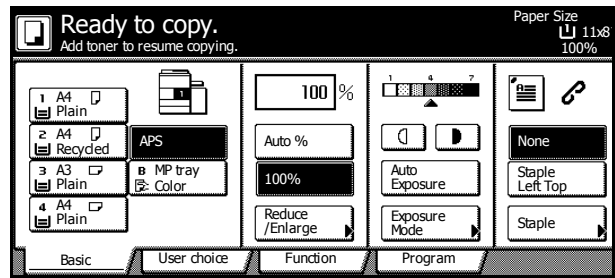 Ready to copy.
Add toner to resume copying.
Paper Size
1 11x8
100%
1 A4
Plain
2 A4
Recycled
3 A3
Plain
4 A4
Plain
1
APS
B MP tray
Color
100 %
Auto %
100%
Reduce
/Enlarge
1 4 7
Auto
Exposure
Exposure
Mode
A
None
Staple
Left Top
Staple
Basic
User choice
Function
Program